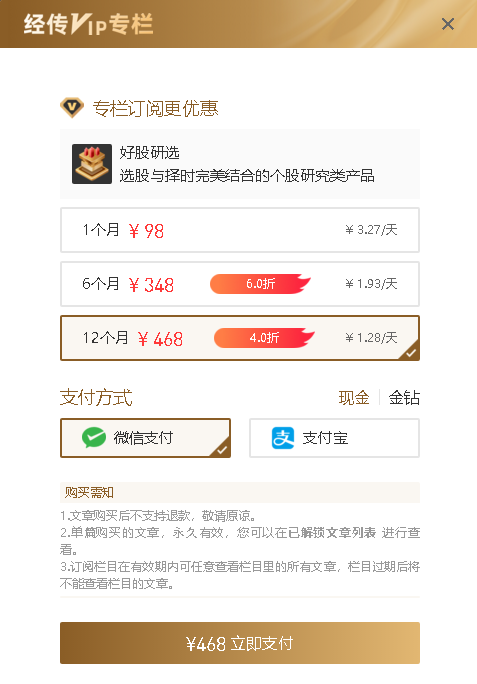 经传VIP专栏
专栏订阅更优惠
好股研选
选股与择时完美结合的个股研究类产品
1个月 ¥ 98 ¥ 3.27/天
6个月 ¥ 348 6.0折 ¥ 1.93/天
12个月 ¥ 468 4.0折 ¥ 1.28/天
支付方式 现金 金钻
微信支付 支付宝
购买需知
1.文章购买后不支持退款，敬请原谅。
2.单篇购买的文章，永久有效，您可以在已解锁文章列表 进行查
看。
3.订阅栏目在有效期内可任意查看栏目里的所有文章，栏目过期后将
不能查看栏目的文章。
¥468 立即支付